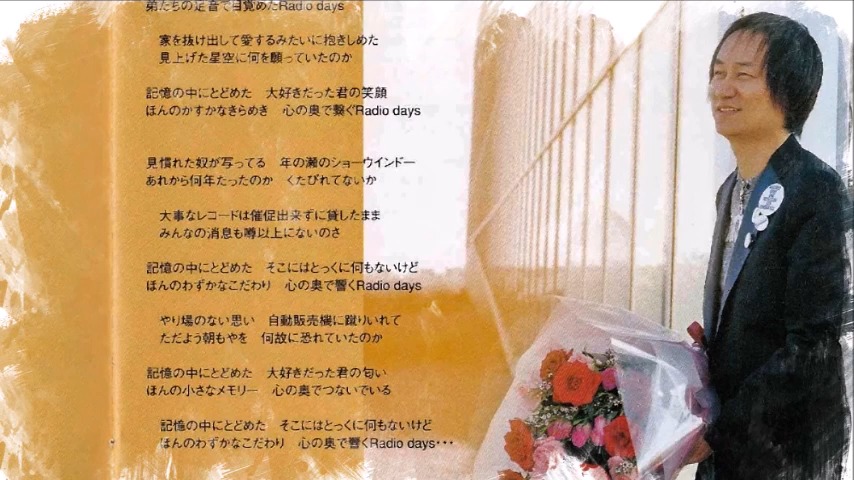 弟たちの足音で目覚めたRadio days
家を抜け出して愛するみたいに抱きしめた
見上げた星空に何を願っていたのか
記憶の中にとどめた　大好きだった君の笑顔
ほんのかすかなきらめき　心の奥で繋ぐRadio days
見慣れた奴が写ってる　年の瀬のショーウインドー
あれから何年たったのか　くたびれてないか
大事なレコードは催促出来ずに貸したまま
みんなの消息も噂以上にないのさ
記憶の中にとどめた　そこにはとっくに何もないけど
ほんのわずかなこだわり　心の奥で響くRadio days
やり場のない思い　自動販売機に蹴りいれて
ただよう朝もやを　何故に恐れていたのか
記憶の中にとどめた　大好きだった君の匂い
ほんの小さなメモリー　心の奥でつないでいる
記憶の中にとどめた　そこにはとっくに何もないけど
ほんのわずかなこだわり　心の奥で響くRadio days・・・